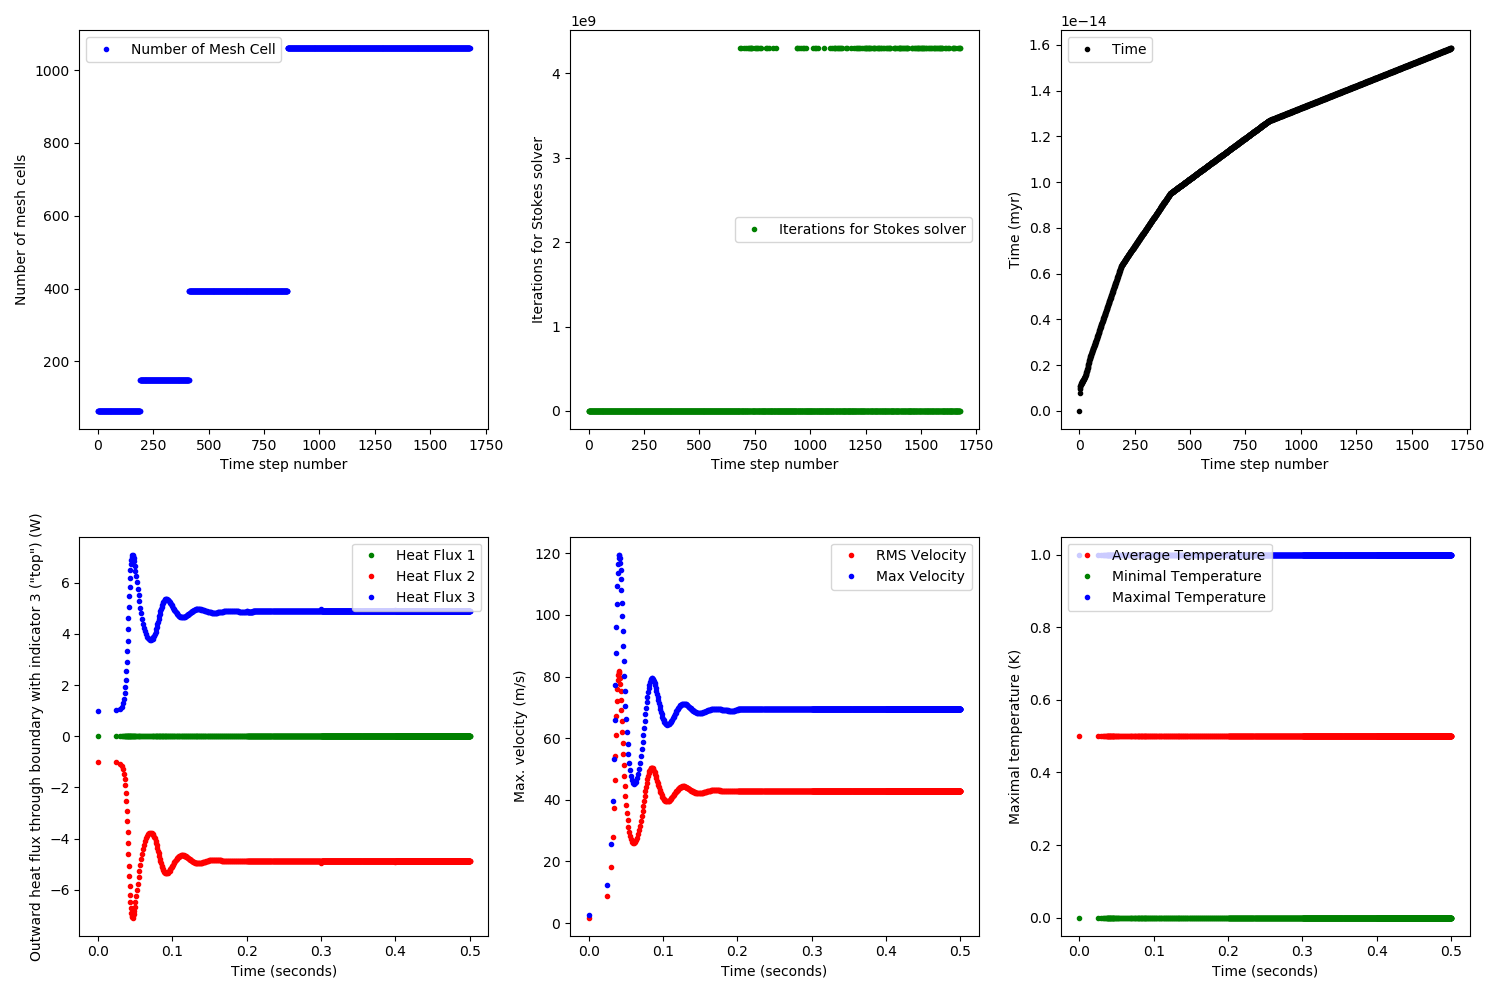 Number of mesh cells
1000
800
600
400
200
Number of Mesh Cell
0 250 500 750 1000 1250 1500 1750
Time step number
1e9
Iterations for Stokes solver
4
3
2
1
0
Iterations for Stokes solver
0 250 500 750 1000 1250 1500 1750
Time step number
1e−14
Time (myr)
1.6
1.4
1.2
1.0
0.8
0.6
0.4
0.2
0.0
Time
0 250 500 750 1000 1250 1500 1750
Time step number
Outward heat flux through boundary with indicator 3 ("top") (W)
6
4
2
0
−2
−4
−6
Heat Flux 1
Heat Flux 2
Heat Flux 3
0.0 0.1 0.2 0.3 0.4 0.5
Time (seconds)
Max. velocity (m/s)
120
100
80
60
40
20
0
RMS Velocity
Max Velocity
0.0 0.1 0.2 0.3 0.4 0.5
Time (seconds)
Maximal temperature (K)
1.0
0.8
0.6
0.4
0.2
0.0
Average Temperature
Minimal Temperature
Maximal Temperature
0.0 0.1 0.2 0.3 0.4 0.5
Time (seconds)